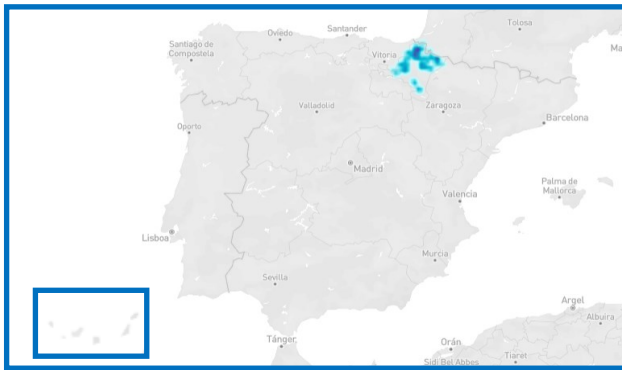 Tolosa
Oviedo
Santander
Santiago de
Compostela
Vitoria
Ma
Valladolid
Zaragoza
Barcelona
Oporto
Madrid
Palma de
Mallorca
Valencia
Lisboa
Murcia
Sevilla
Argel
Albuira
Tánger
Orán
Tiaret
Sidi Bel Abbes